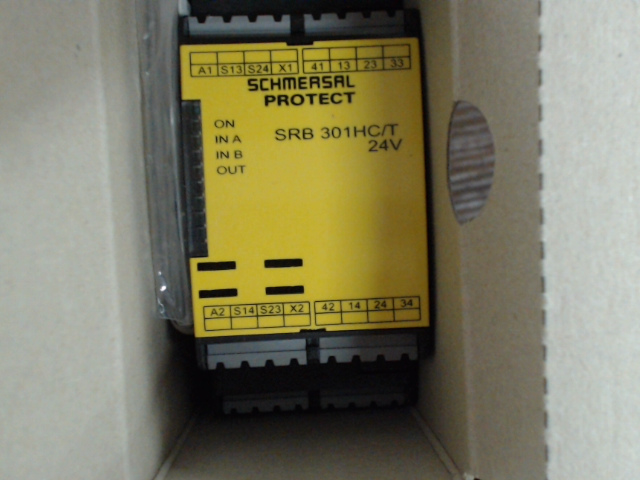 A1 S13 S24 X1 41 13 23 33
SCHMERSAL
PROTECT
ON
IN A
IN B
OUT
SRB 301HC/T
24V
A2 S14 S23 X2 42 14 24 34